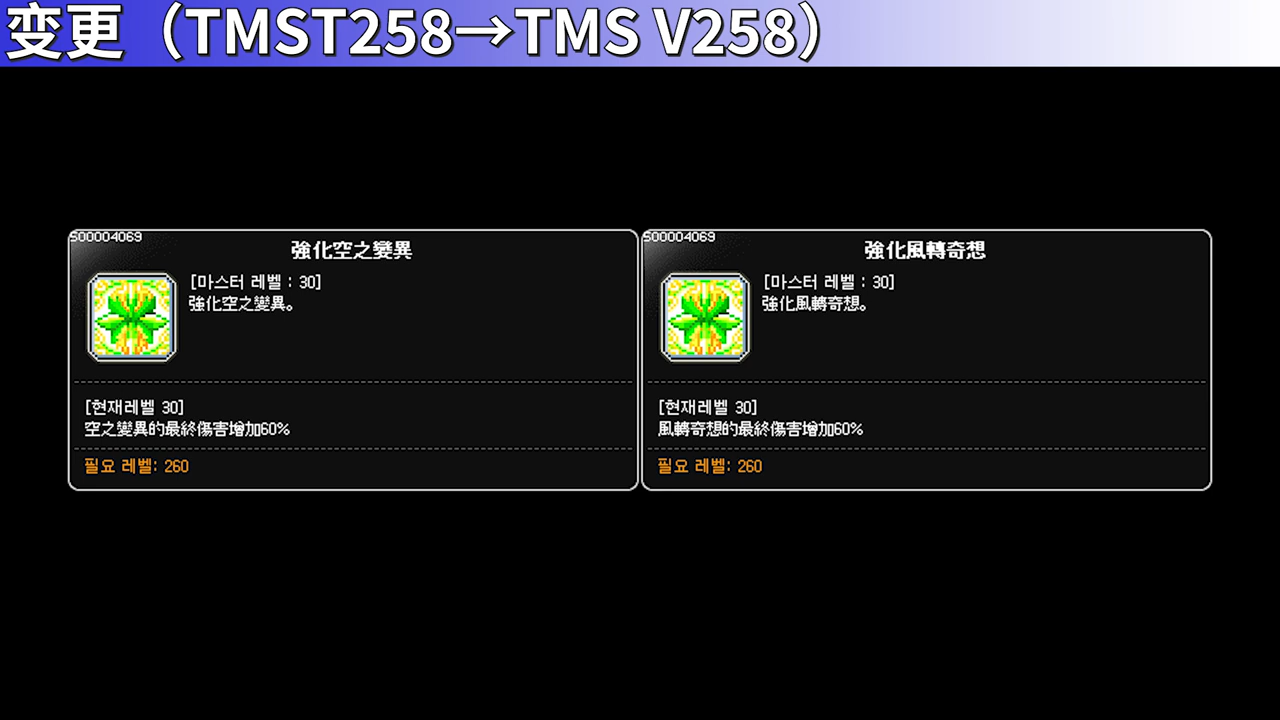 变更（TMST258→TMS V258）
500004069
強化空之變異
[마스터 레벨 : 30]
強化空之變異。
[현재레벨 30]
空之變異的最終傷害增加60%
필요 레벨: 260
500004069
強化風轉奇想
[마스터 레벨 : 30]
強化風轉奇想。
[현재레벨 30]
風轉奇想的最終傷害增加60%
필요 레벨: 260